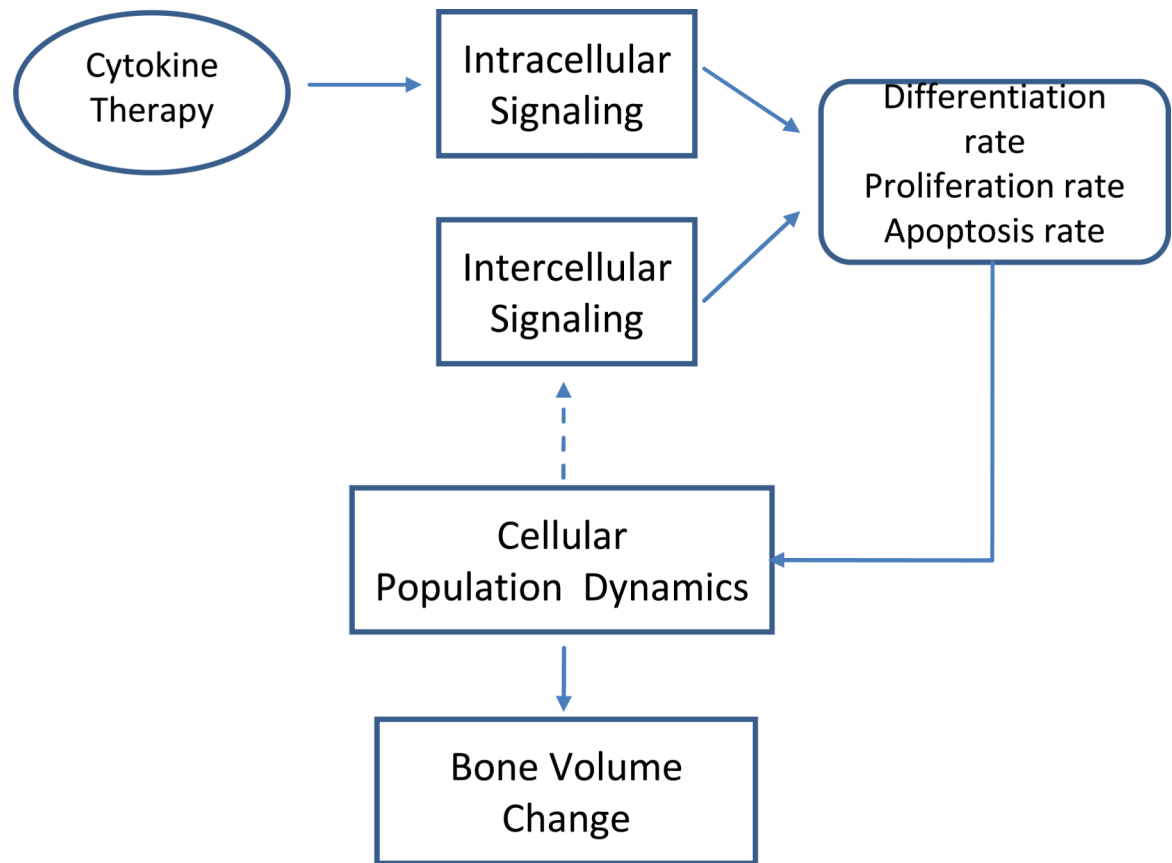 Cytokine
Therapy
Intracellular
Signaling
Differentiation
rate
Proliferation rate
Apoptosis rate
Intercellular
Signaling
Cellular
Population  Dynamics
Bone Volume
Change